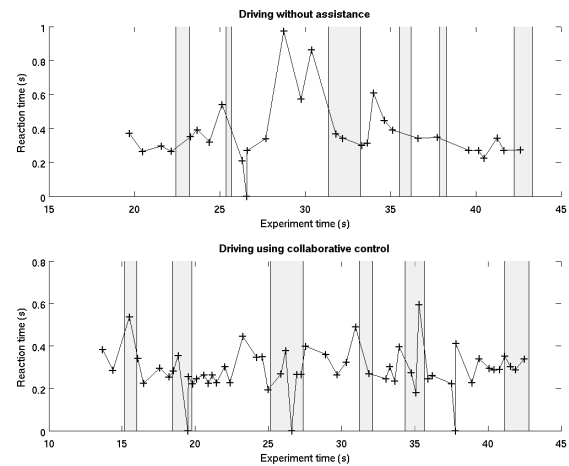 Driving without assistance
1
0.8
0.6
0.4
0.2
0
Reaction time (s)
15 20 25 30 35 40 45
Experiment time (s)
Driving using collaborative control
0.8
0.6
0.4
0.2
0
Reaction time (s)
10 15 20 25 30 35 40 45
Experiment time (s)